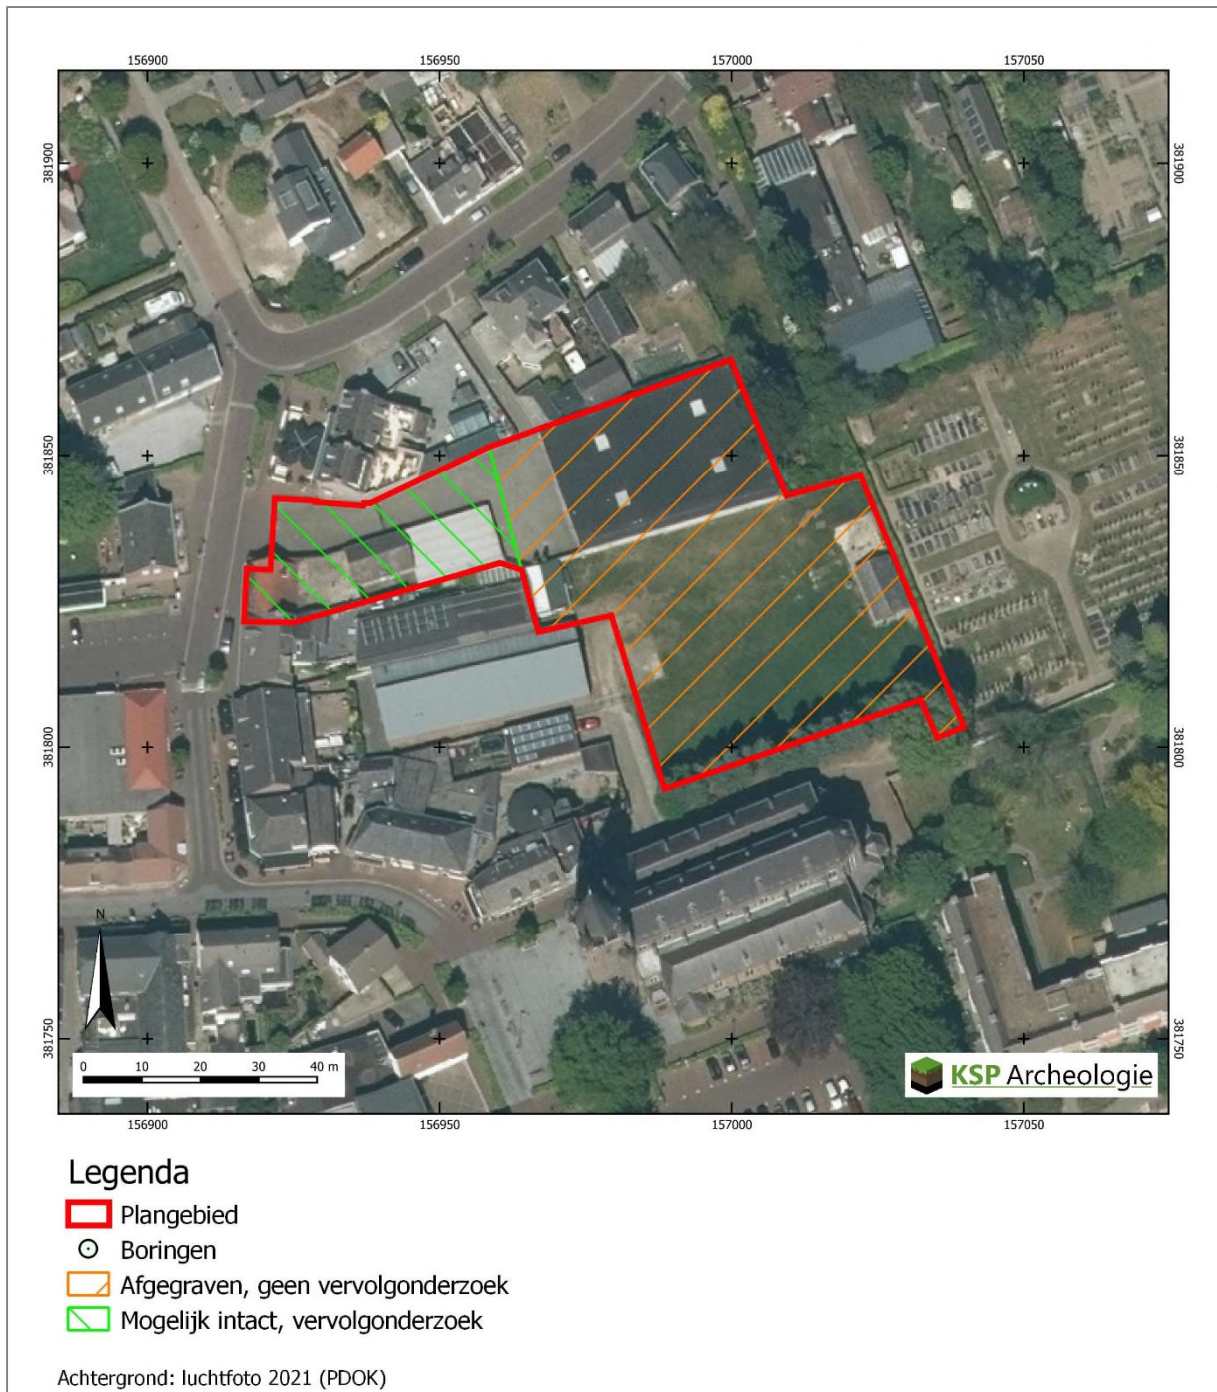 156900 156950 157000 157050
381900 381900
381850 381850
381800 381800
N
381750 381750
0 10 20 30 40 m
KSP Archeologie
156900 156950 157000 157050
Legenda
Plangebied
Boringen
Afgegraven, geen vervolgonderzoek
Mogelijk intact, vervolgonderzoek
Achtergrond: luchtfoto 2021 (PDOK)